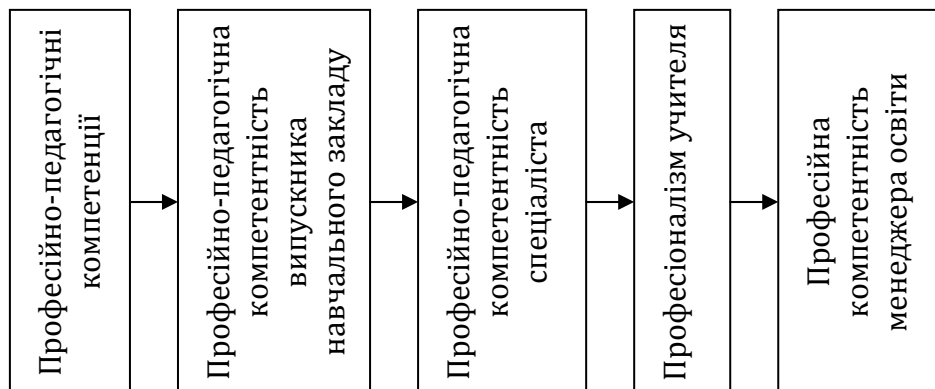 Професійно-педагогічні
компетенції
Професійно-педагогічна
компетентність
випускника
навчального закладу
Професійно-педагогічна
компетентність
спеціаліста
Професіоналізм учителя
Професійна
компетентність
менеджера освіти